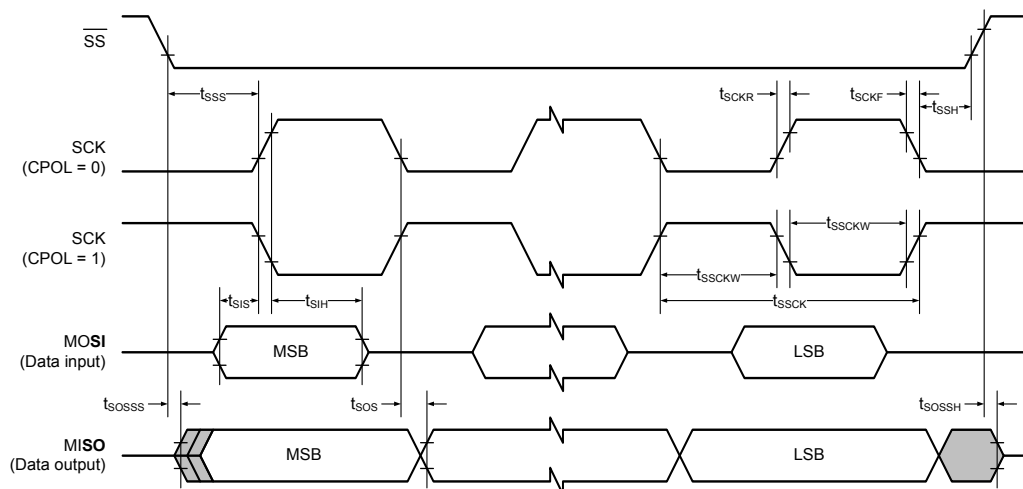 SS
tSSS
tSCKR
tSCKF
tSSH
SCK
(CPOL = 0)
SCK
(CPOL = 1)
tSSCKW
tSSCKW
tSSCK
tSIS
tSIH
MOSI
(Data input)
MSB
LSB
tSOSSS
tSOS
tSOSSH
MISO
(Data output)
MSB
LSB